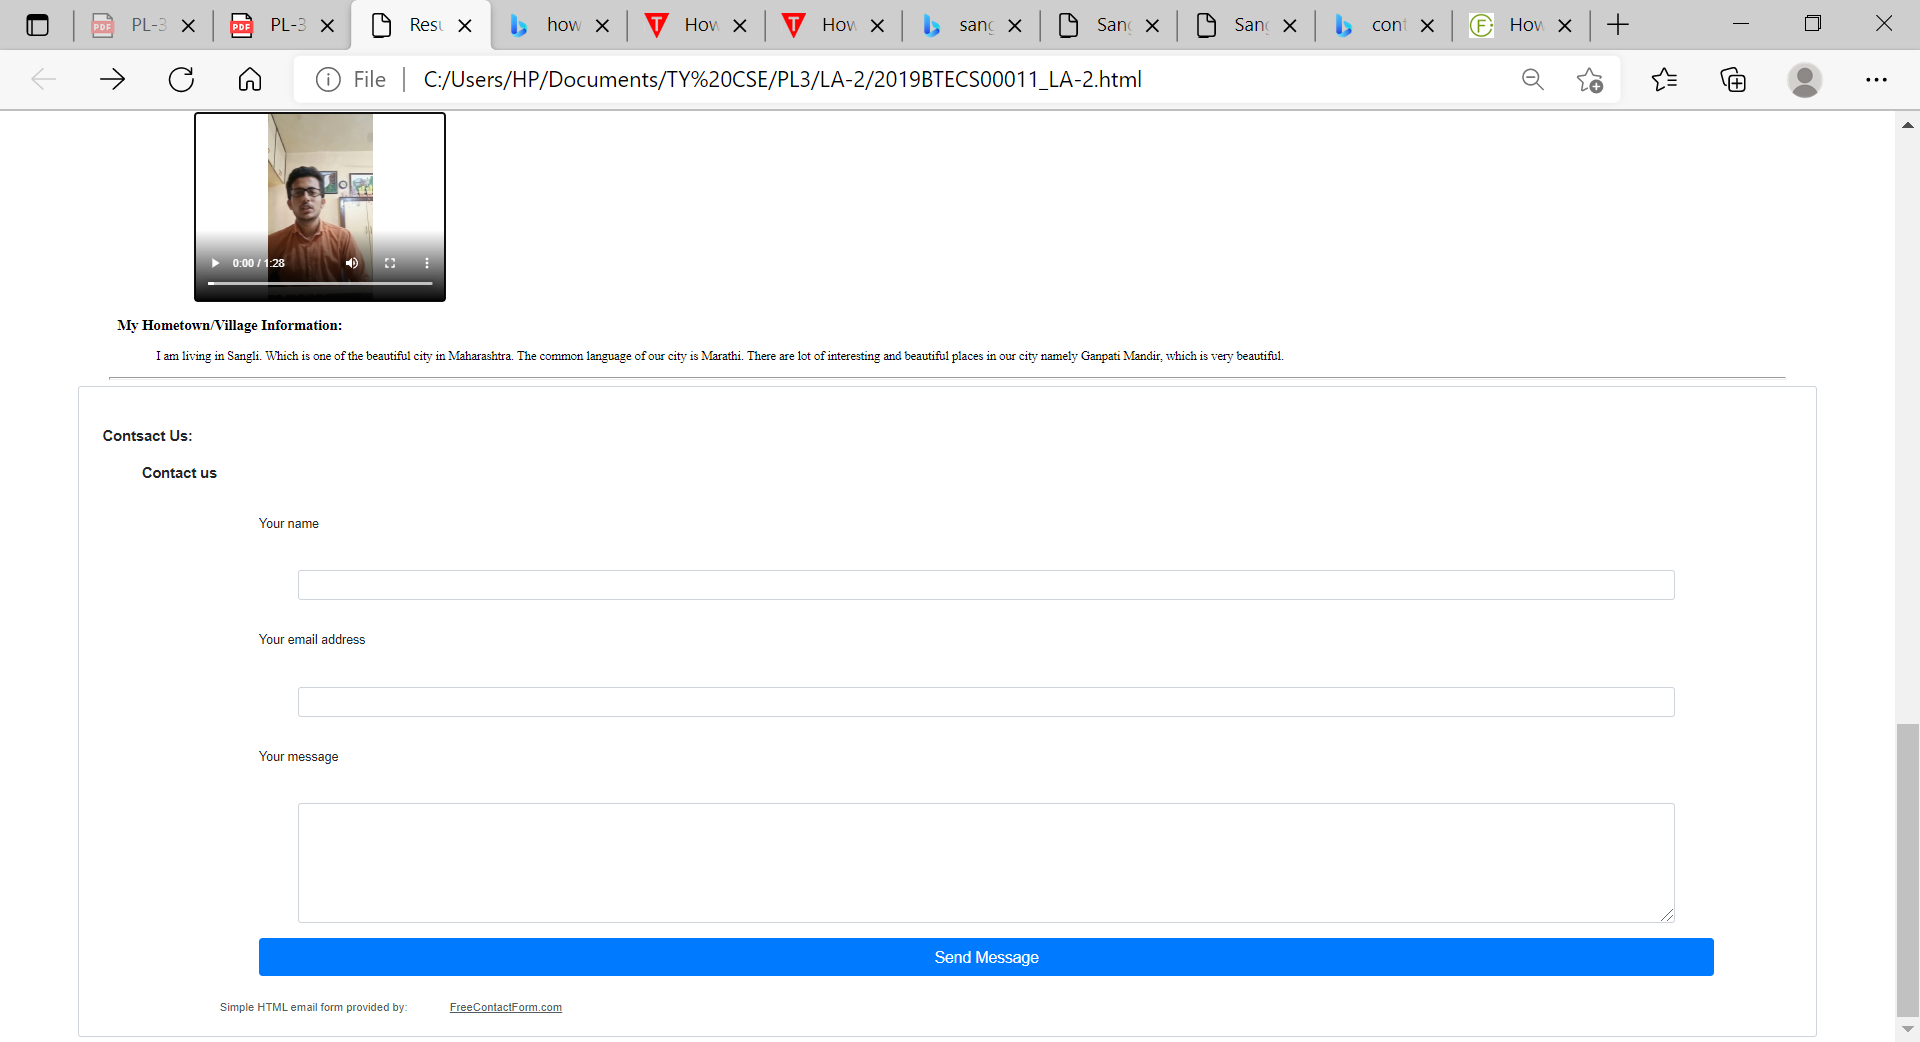 PL-3 PL-3 Resu how How How sang Sang Sang cont How
File C:/Users/HP/Documents/TY%20CSE/PL3/LA-2/2019BTECS00011_LA-2.html
0:00 / 1:28
My Hometown/Village Information:
I am living in Sangli. Which is one of the beautiful city in Maharashtra. The common language of our city is Marathi. There are lot of interesting and beautiful places in our city namely Ganpati Mandir, which is very beautiful.
Contsact Us:
Contact us
Your name
Your email address
Your message
Send Message
Simple HTML email form provided by: FreeContactForm.com